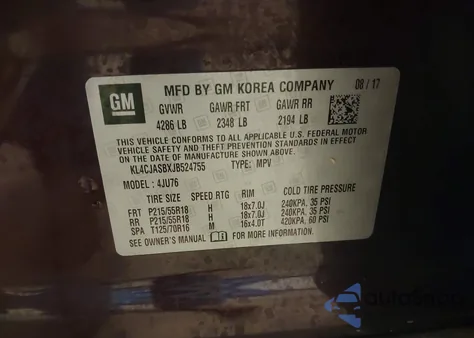 GM
MFD BY GM KOREA COMPANY 08 / 17
GVWR GAWR FRT GAWR RR
4286 LB 2348 LB 2194 LB
THIS VEHICLE CONFORMS TO ALL APPLICABLE U.S. FEDERAL MOTOR
VEHICLE SAFETY, BUMPER, AND THEFT PREVENTION STANDARDS IN
EFFECT ON THE DATE OF MANUFACTURE SHOWN ABOVE.
KL4CJASBXJB524755 TYPE: MPV
MODEL : 4JU76
TIRE SIZE SPEED RTG RIM COLD TIRE PRESSURE
FRT P215/55R18 H 18x7.0J 240KPA, 35 PSI
RR P215/55R18 H 18x7.0J 240KPA, 35 PSI
SPA T125/70R16 M 16x4.0T 420KPA, 60 PSI
SEE OWNER'S MANUAL FOR MORE INFORMATION.